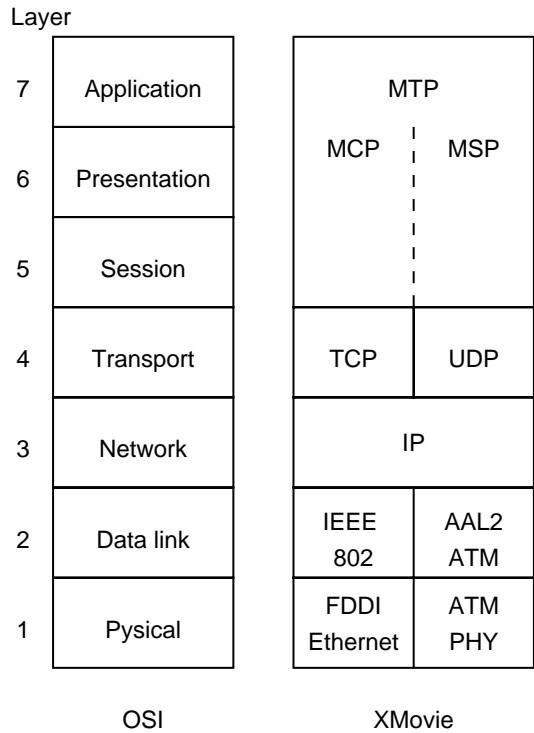 Layer
7 Application MTP
MCP MSP
6 Presentation
5 Session
4 Transport TCP UDP
3 Network IP
IEEE AAL2
2 Data link
802 ATM
FDDI ATM
1 Pysical
Ethernet PHY
OSI XMovie